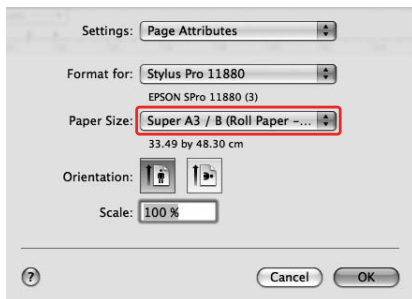 Settings: Page Attributes
Format for: Stylus Pro 11880
EPSON SPro 11880 (3)
Paper Size: Super A3 / B (Roll Paper -...
33.49 by 48.30 cm
Orientation:
Scale: 100 %
? Cancel OK